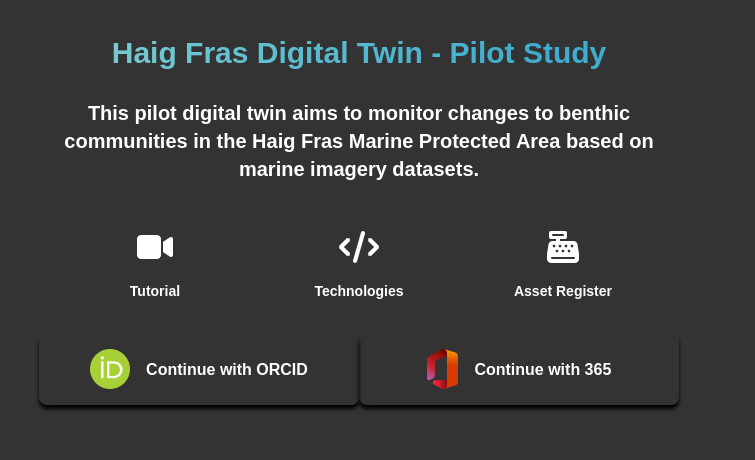 Haig Fras Digital Twin - Pilot Study
This pilot digital twin aims to monitor changes to benthic
communities in the Haig Fras Marine Protected Area based on
marine imagery datasets.
Tutorial
Technologies
Asset Register
iD Continue with ORCID
Continue with 365